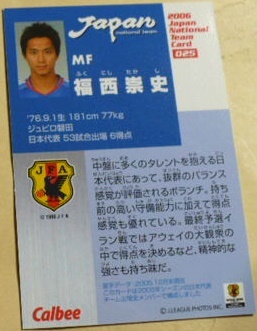 Japan
national team
2006
Japan
National
Team
Card
025
MF
ふく にし たか し
福西崇史
'76.9.1生 181cm 77kg
ジュビロ磐田
日本代表 53試合出場 6得点
中盤に多くのタレントを抱える日
本代表にあって、抜群のバランス
感覚が評価されるボランチ。持ち
前の高い守備能力に加えて得点
感覚も優れている。最終予選イ
ラン戦ではアウェイの大観衆の
中で得点を決めるなど、精神的な
強さも持ち味だ。
JFA
Calbee
© J.LEAGUE PHOTOS INC.